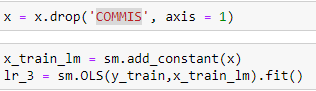 x = x.drop('COMMIS', axis = 1)
x_train_lm = sm.add_constant(x)
lr_3 = sm.OLS(y_train,x_train_lm).fit()